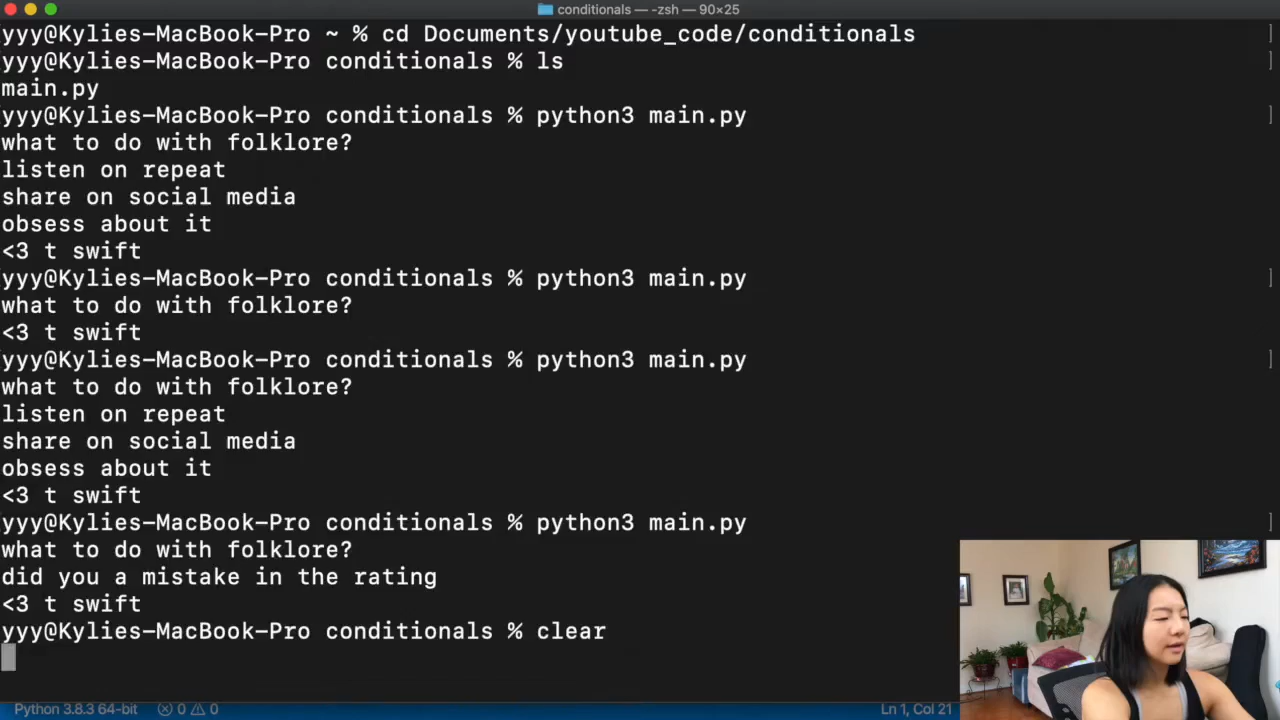 conditionals — -zsh — 90×25
yyy@Kylies-MacBook-Pro ~ % cd Documents/youtube_code/conditionals
yyy@Kylies-MacBook-Pro conditionals % ls
main.py
yyy@Kylies-MacBook-Pro conditionals % python3 main.py
what to do with folklore?
listen on repeat
share on social media
obsess about it
<3 t swift
yyy@Kylies-MacBook-Pro conditionals % python3 main.py
what to do with folklore?
<3 t swift
yyy@Kylies-MacBook-Pro conditionals % python3 main.py
what to do with folklore?
listen on repeat
share on social media
obsess about it
<3 t swift
yyy@Kylies-MacBook-Pro conditionals % python3 main.py
what to do with folklore?
did you a mistake in the rating
<3 t swift
yyy@Kylies-MacBook-Pro conditionals % clear
Python 3.8.3 64-bit 0 0 Ln 1, Col 21